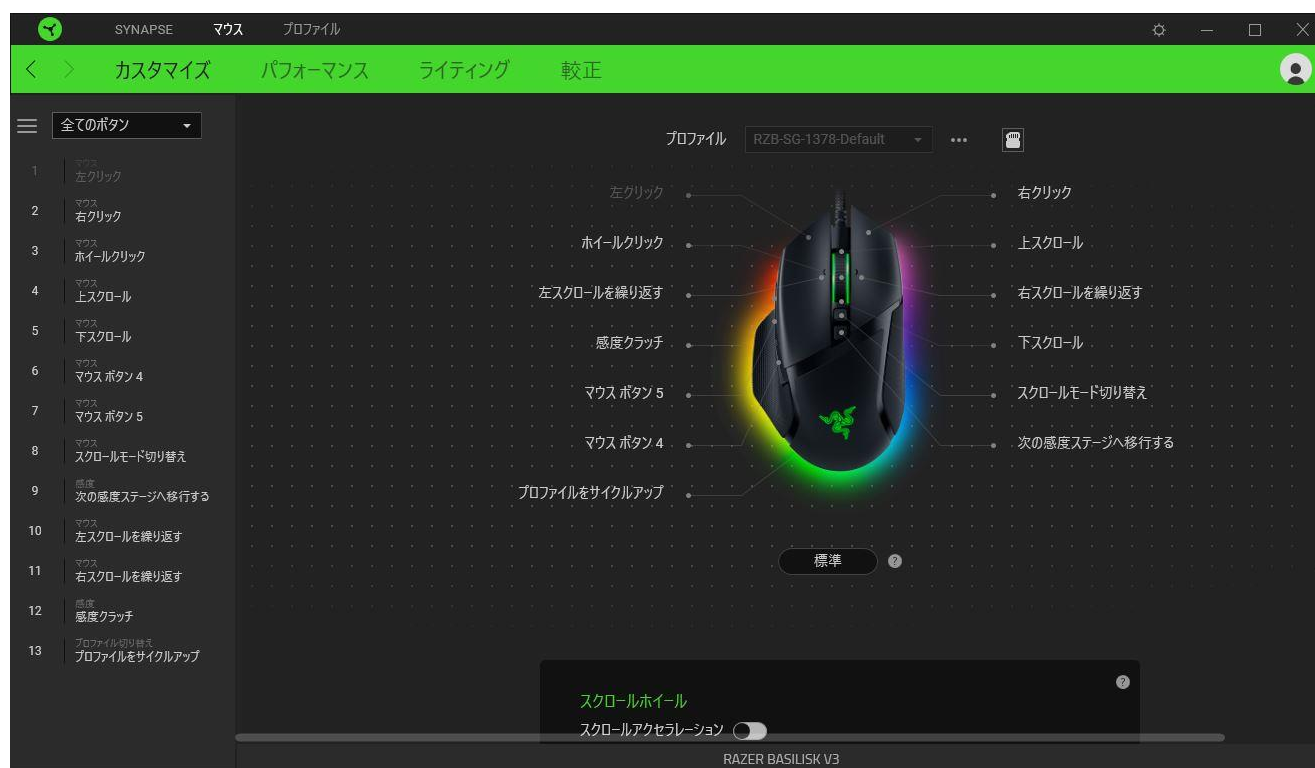 SYNAPSE マウス プロファイル
カスタマイズ パフォーマンス ライティング 較正
全てのボタン
プロファイル RZB-SG-1378-Default
1 マウス
左クリック
2 マウス
右クリック
3 マウス
ホイールクリック
4 マウス
上スクロール
5 マウス
下スクロール
6 マウス
マウス ボタン 4
7 マウス
マウス ボタン 5
8 マウス
スクロールモード切り替え
9 感度
次の感度ステージへ移行する
10 マウス
左スクロールを繰り返す
11 マウス
右スクロールを繰り返す
12 感度
感度クラッチ
13 プロファイル切り替え
プロファイルをサイクルアップ
左クリック 右クリック
ホイールクリック 上スクロール
左スクロールを繰り返す 右スクロールを繰り返す
感度クラッチ 下スクロール
マウス ボタン 5 スクロールモード切り替え
マウス ボタン 4 次の感度ステージへ移行する
プロファイルをサイクルアップ
標準 ?
?
スクロールホイール
スクロールアクセラレーション
RAZER BASILISK V3